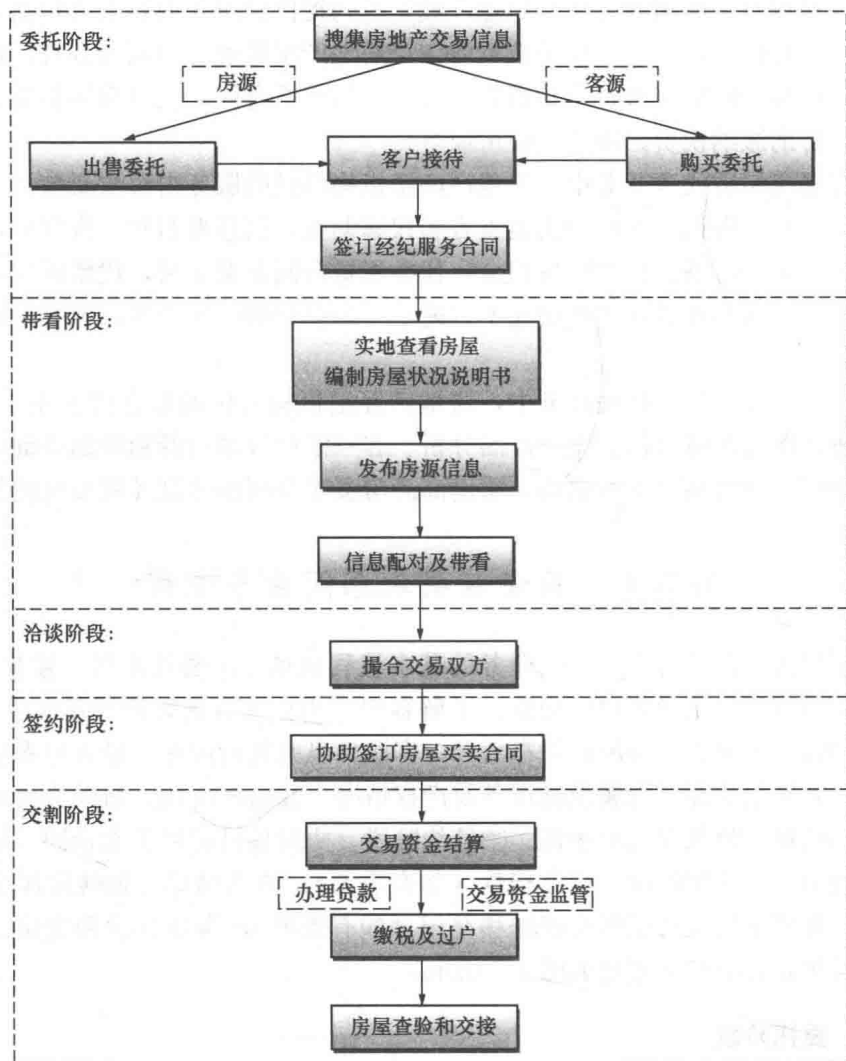 委托阶段：
搜集房地产交易信息
房源
客源
出售委托
客户接待
购买委托
签订经纪服务合同
带看阶段：
实地查看房屋
编制房屋状况说明书
发布房源信息
信息配对及带看
洽谈阶段：
撮合交易双方
签约阶段：
协助签订房屋买卖合同
交割阶段：
交易资金结算
办理贷款
交易资金监管
缴税及过户
房屋查验和交接